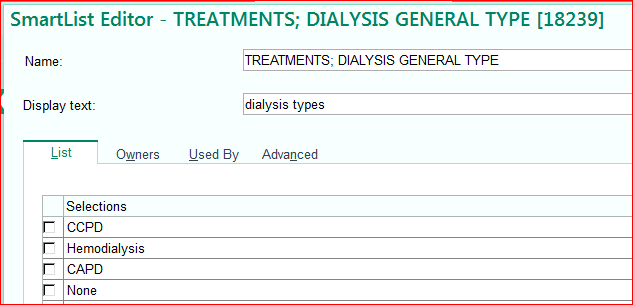 SmartList Editor - TREATMENTS; DIALYSIS GENERAL TYPE [18239]
Name: TREATMENTS; DIALYSIS GENERAL TYPE
Display text: dialysis types
List Owners Used By Advanced
Selections
CCPD
Hemodialysis
CAPD
None